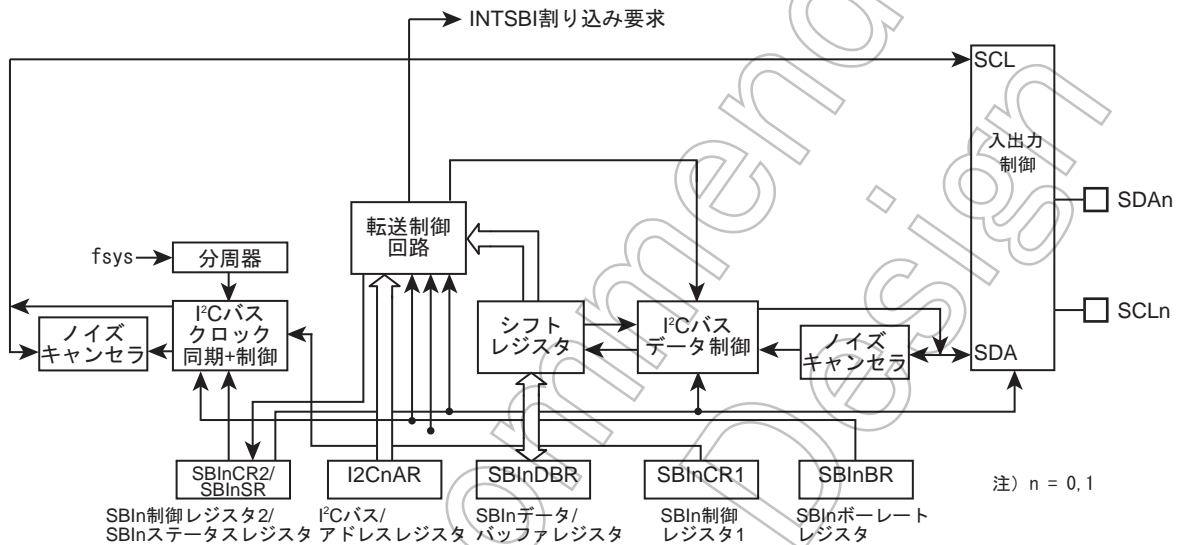 INTSBI割り込み要求
SCL
入出力
制御
SDAn
転送制御
回路
fsys
分周器
I²Cバス
クロック
同期+制御
ノイズ
キャンセラ
シフト
レジスタ
I²Cバス
データ制御
ノイズ
キャンセラ
SDA
SCLn
SBInCR2/
SBInSR
I2CnAR
SBInDBR
SBInCR1
SBInBR
注）n = 0,1
SBIn制御レジスタ2/
SBInステータスレジスタ
I²Cバス/
アドレスレジスタ
SBInデータ/
バッファレジスタ
SBIn制御
レジスタ1
SBInボーレート
レジスタ
ommend
Design